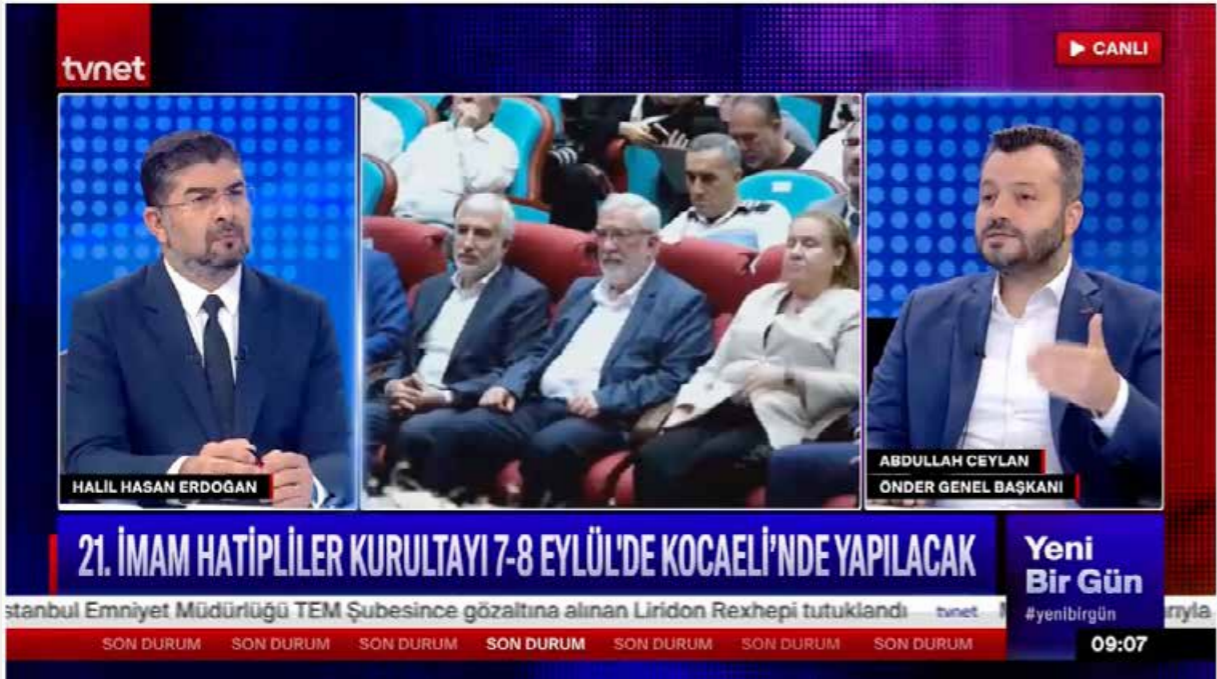 tvnet
CANLI
HALİL HASAN ERDOĞAN
ABDULLAH CEYLAN
ÖNDER GENEL BAŞKANI
21. İMAM HATİPLİLER KURULTAYI 7-8 EYLÜL'DE KOCAELİ’NDE YAPILACAK
Yeni
Bir Gün
#yenibirgün
stanbul Emniyet Müdürlüğü TEM Şubesince gözaltına alınan Liridon Rexhepi tutuklandı tvnet
SON DURUM SON DURUM SON DURUM SON DURUM SON DURUM SON DURUM SON DURUM
09:07